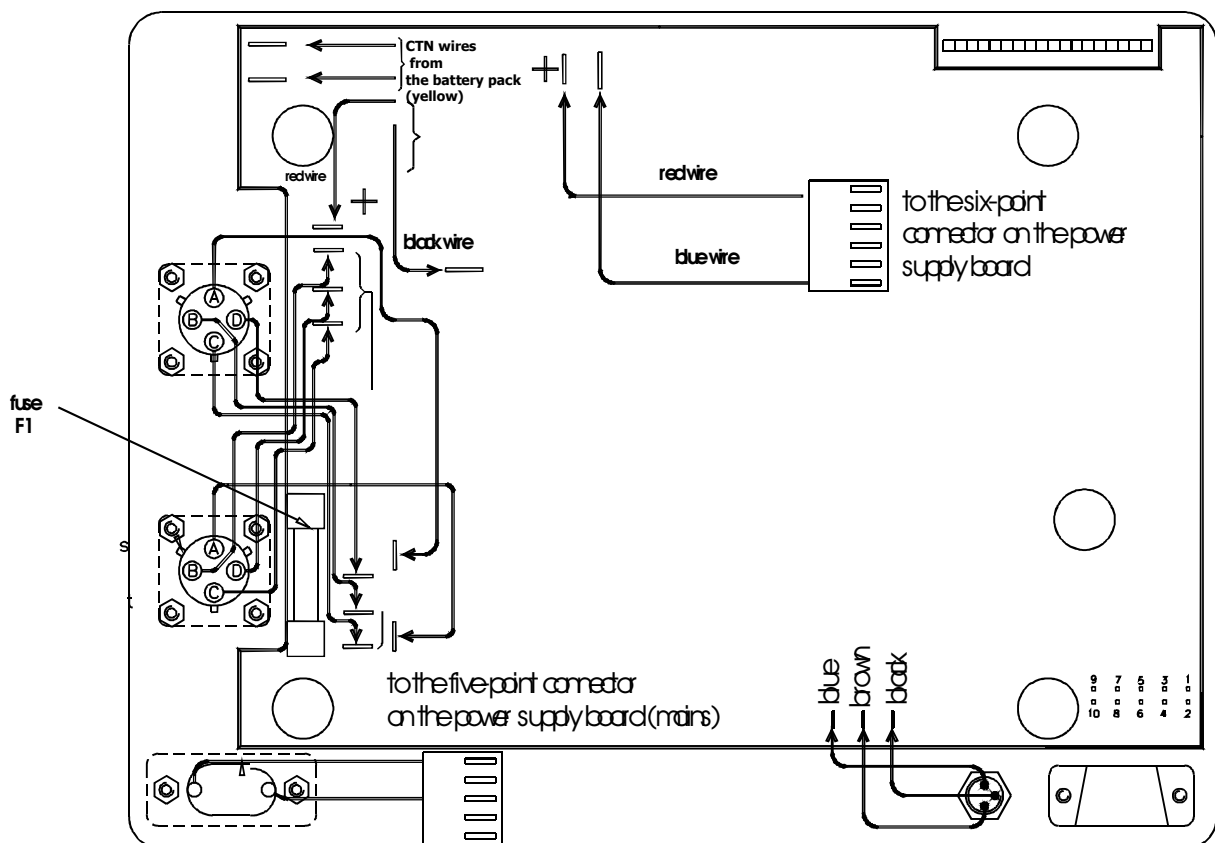 CTN wires
from
the battery pack
(yellow)
+
red wire
+
black wire
red wire
blue wire
to the six-point
connector on the power
supply board
A
B
D
C
fuse
F1
A
B
D
C
s
to the five point connector
on the power supply board (mains)
blue
brown
black
9 7 5 3 1
10 8 6 4 2